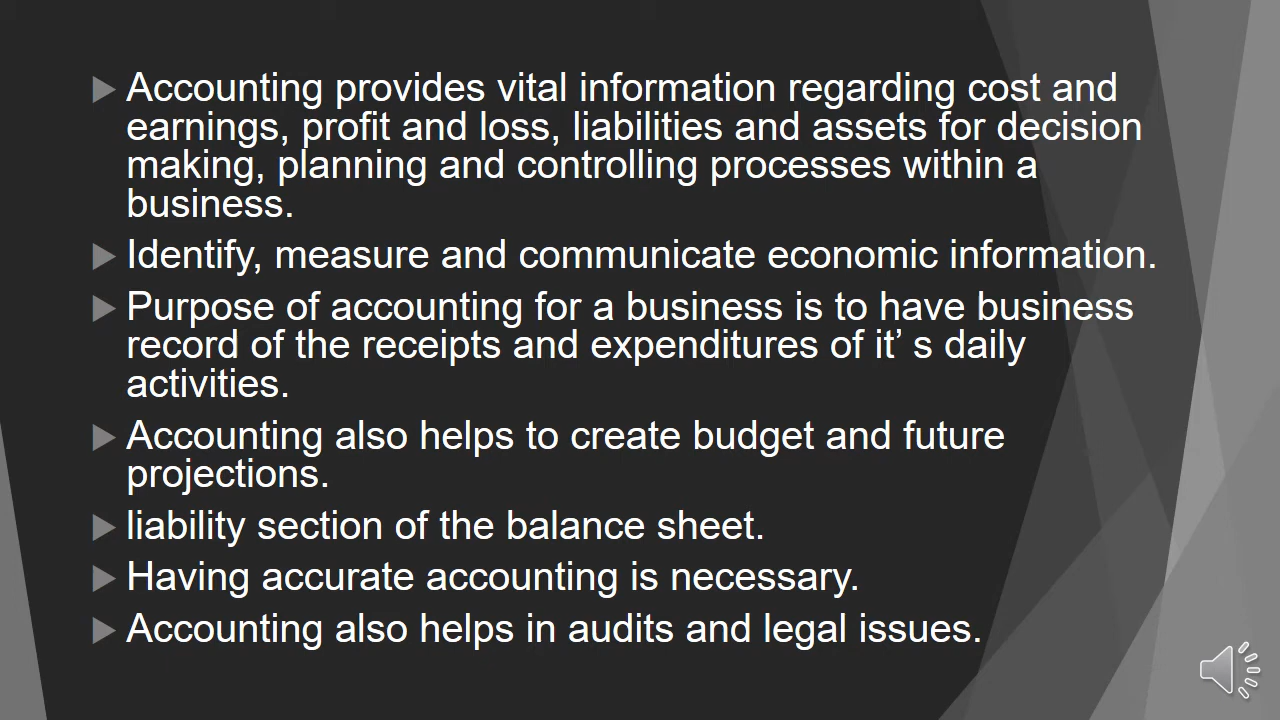 Accounting provides vital information regarding cost and
earnings, profit and loss, liabilities and assets for decision
making, planning and controlling processes within a
business.
Identify, measure and communicate economic information.
Purpose of accounting for a business is to have business
record of the receipts and expenditures of it’ s daily
activities.
Accounting also helps to create budget and future
projections.
liability section of the balance sheet.
Having accurate accounting is necessary.
Accounting also helps in audits and legal issues.